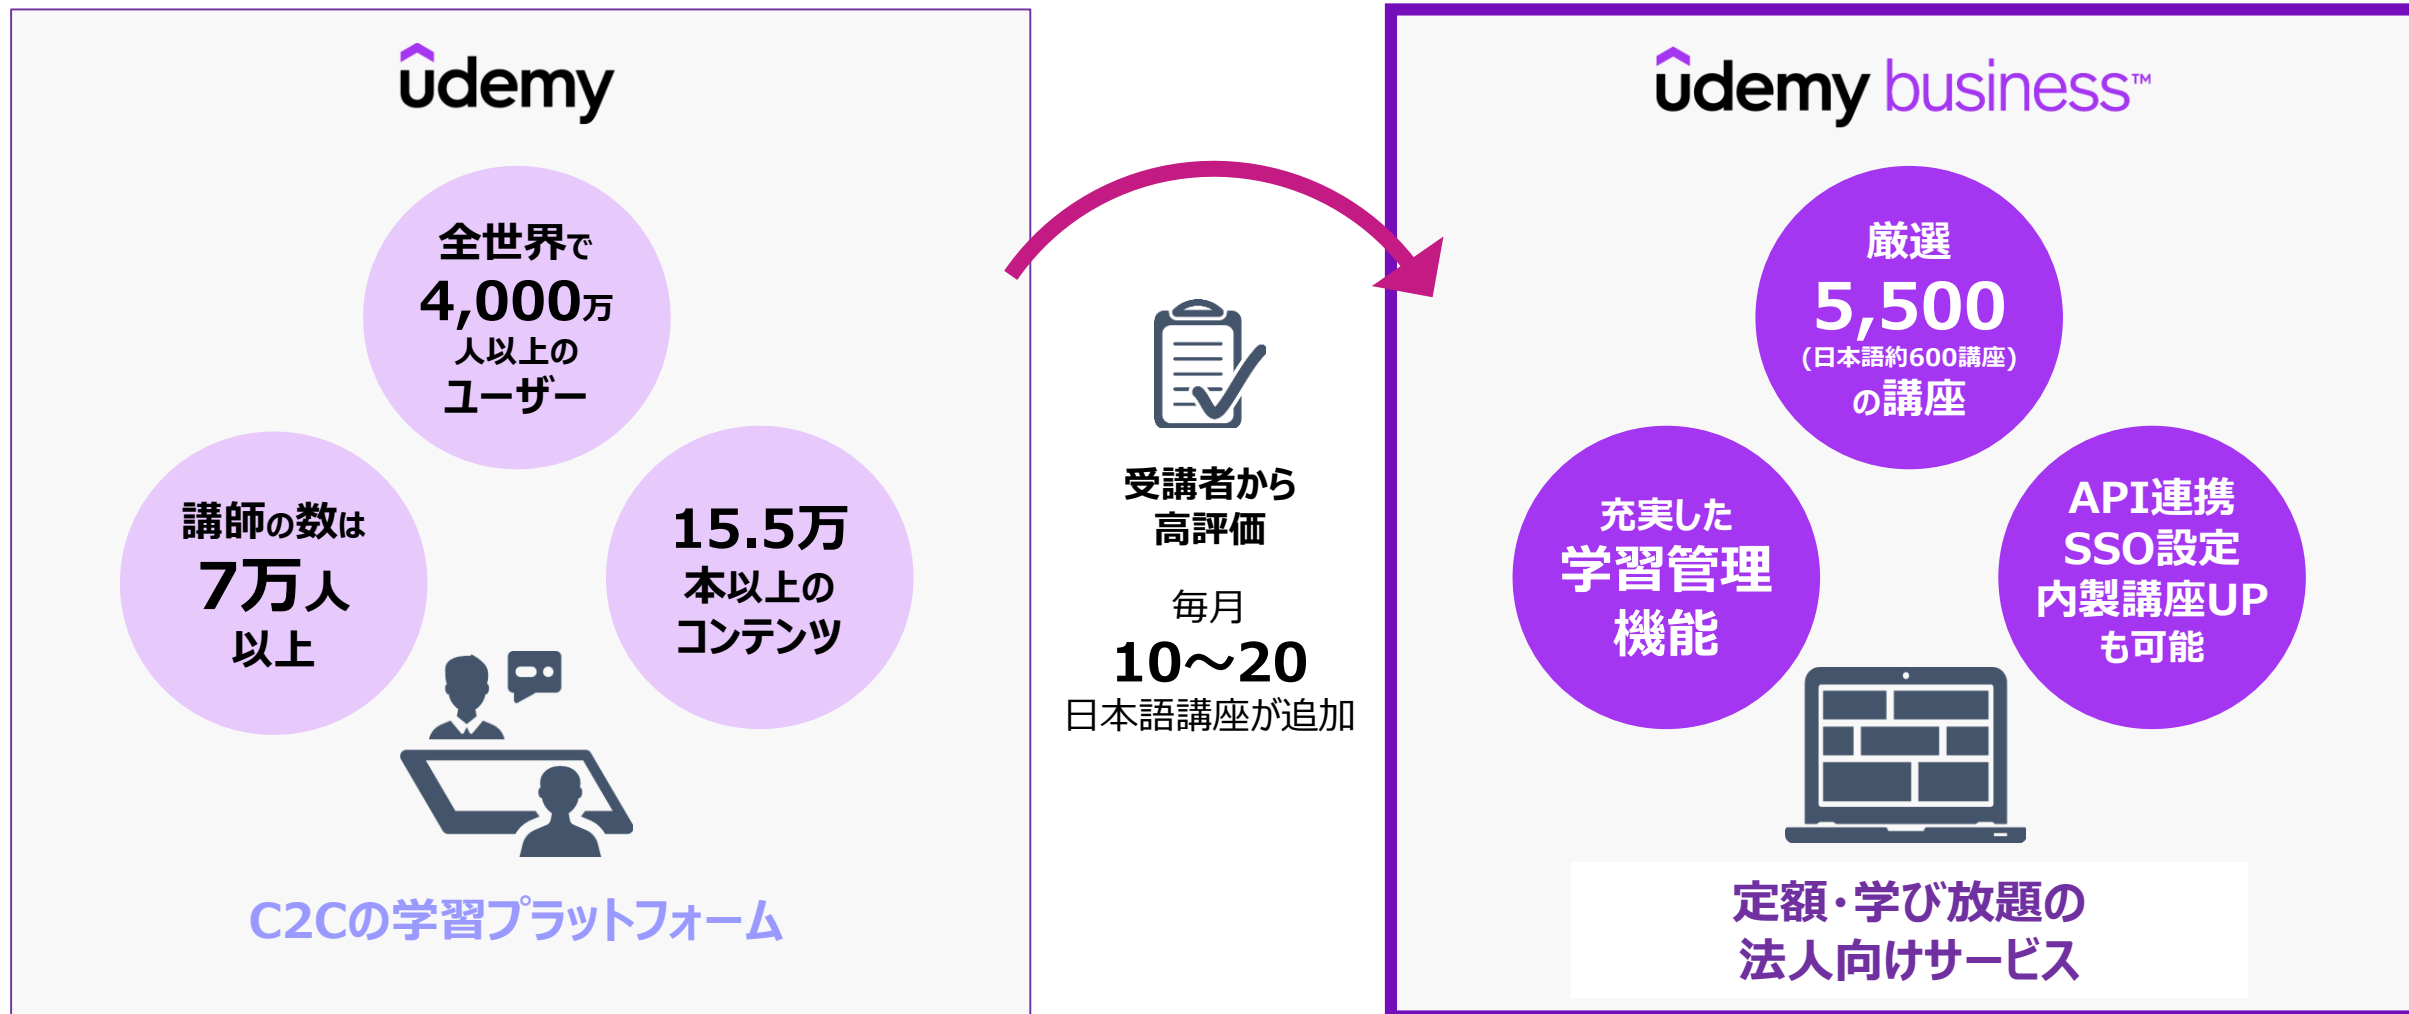 udemy
全世界で
4,000万
人以上の
ユーザー
講師の数は
7万人
以上
15.5万
本以上の
コンテンツ
C2Cの学習プラットフォーム
受講者から
高評価
毎月
10～20
日本語講座が追加
udemy business™
厳選
5,500
(日本語約600講座)
の講座
充実した
学習管理
機能
API連携
SSO設定
内製講座UP
も可能
定額・学び放題の
法人向けサービス